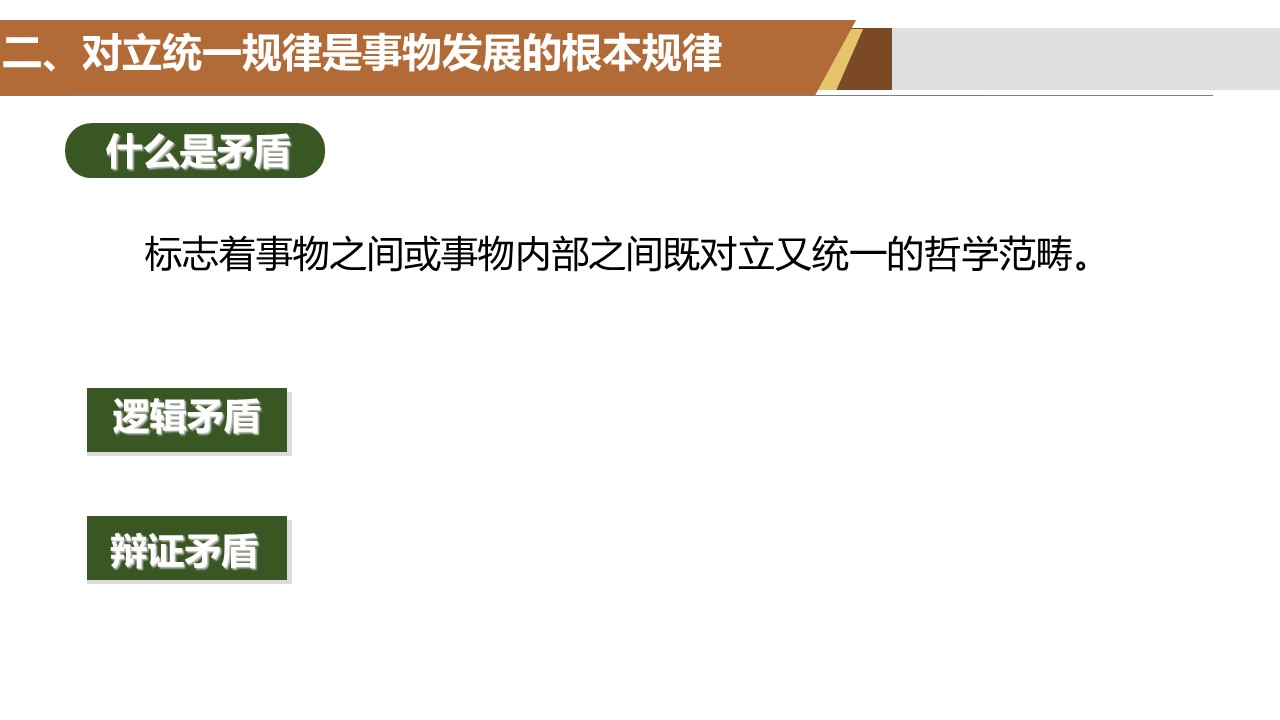 二、对立统一规律是事物发展的根本规律
什么是矛盾
标志着事物之间或事物内部之间既对立又统一的哲学范畴。
逻辑矛盾
辩证矛盾